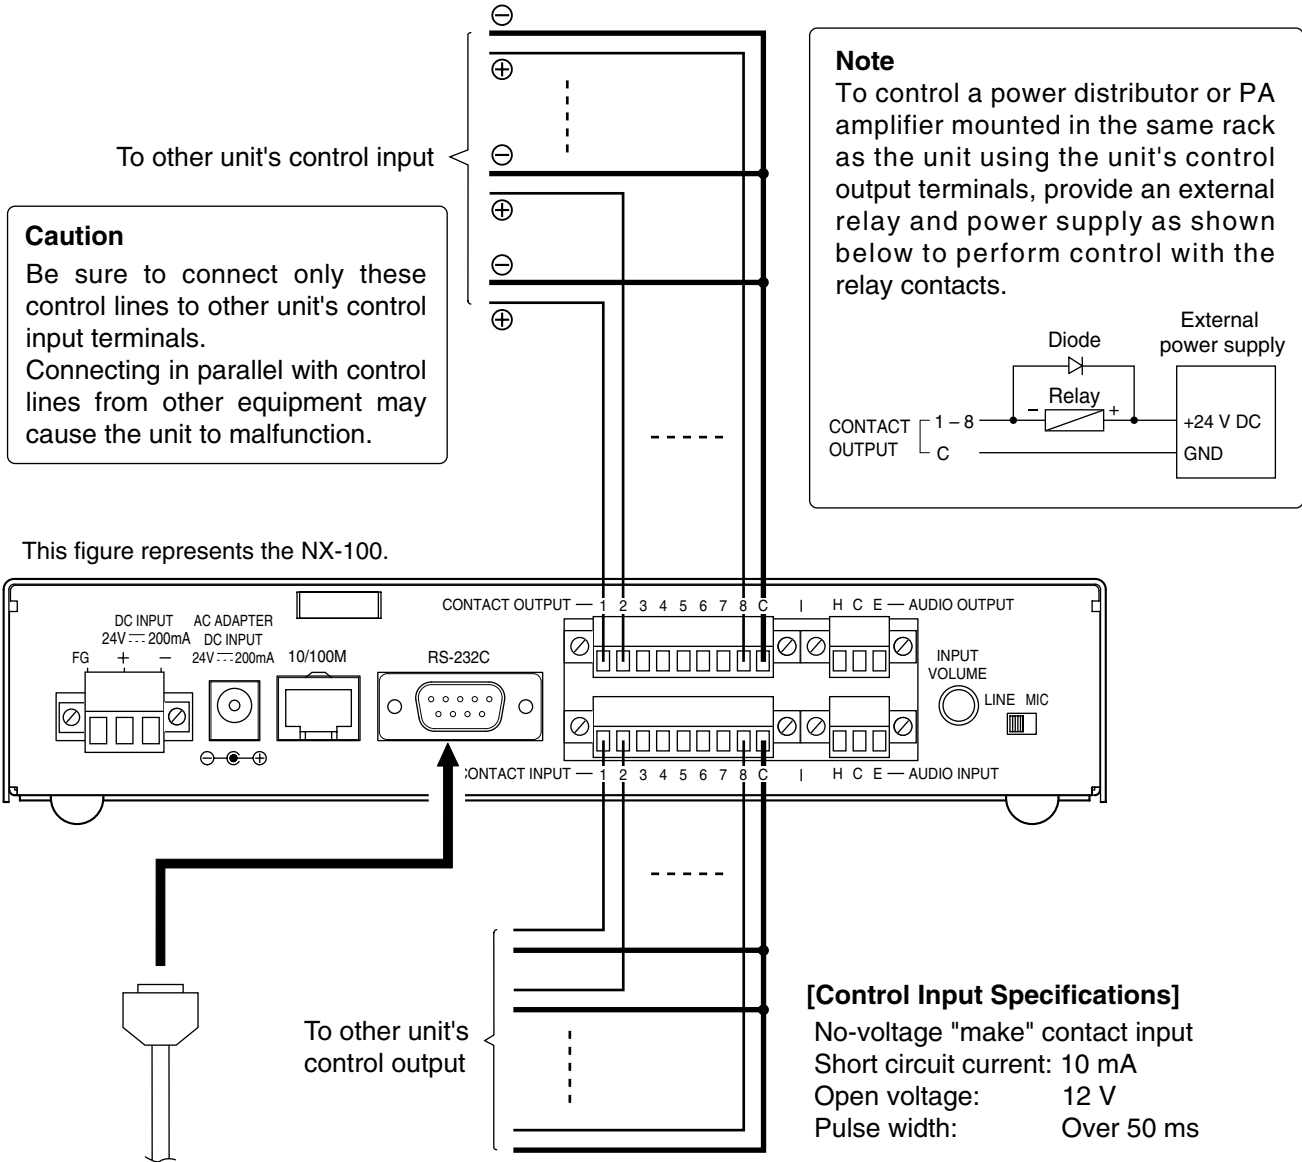 ⊖
⊕
To other unit's control input
⊖
⊕
⊖
⊕
Caution
Be sure to connect only these
control lines to other unit's control
input terminals.
Connecting in parallel with control
lines from other equipment may
cause the unit to malfunction.
Note
To control a power distributor or PA
amplifier mounted in the same rack
as the unit using the unit's control
output terminals, provide an external
relay and power supply as shown
below to perform control with the
relay contacts.
External
power supply
Diode
Relay
− +
CONTACT
OUTPUT
1 – 8
C
+24 V DC
GND
This figure represents the NX-100.
DC INPUT
24V ⎓ 200mA
FG + −
AC ADAPTER
DC INPUT
24V ⎓ 200mA
⊖ ⊕
10/100M
RS-232C
CONTACT OUTPUT — 1 2 3 4 5 6 7 8 C I H C E — AUDIO OUTPUT
INPUT
VOLUME
LINE MIC
CONTACT INPUT — 1 2 3 4 5 6 7 8 C I H C E — AUDIO INPUT
To other unit's
control output
[Control Input Specifications]
No-voltage "make" contact input
Short circuit current: 10 mA
Open voltage: 12 V
Pulse width: Over 50 ms